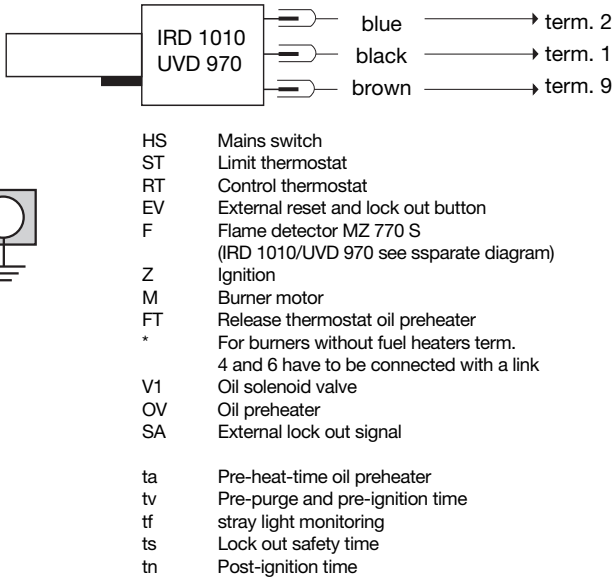 IRD 1010
UVD 970
blue term. 2
black term. 1
brown term. 9
HS Mains switch
ST Limit thermostat
RT Control thermostat
EV External reset and lock out button
F Flame detector MZ 770 S
(IRD 1010/UVD 970 see ssparate diagram)
Z Ignition
M Burner motor
FT Release thermostat oil preheater
* For burners without fuel heaters term.
4 and 6 have to be connected with a link
V1 Oil solenoid valve
OV Oil preheater
SA External lock out signal
ta Pre-heat-time oil preheater
tv Pre-purge and pre-ignition time
tf stray light monitoring
ts Lock out safety time
tn Post-ignition time